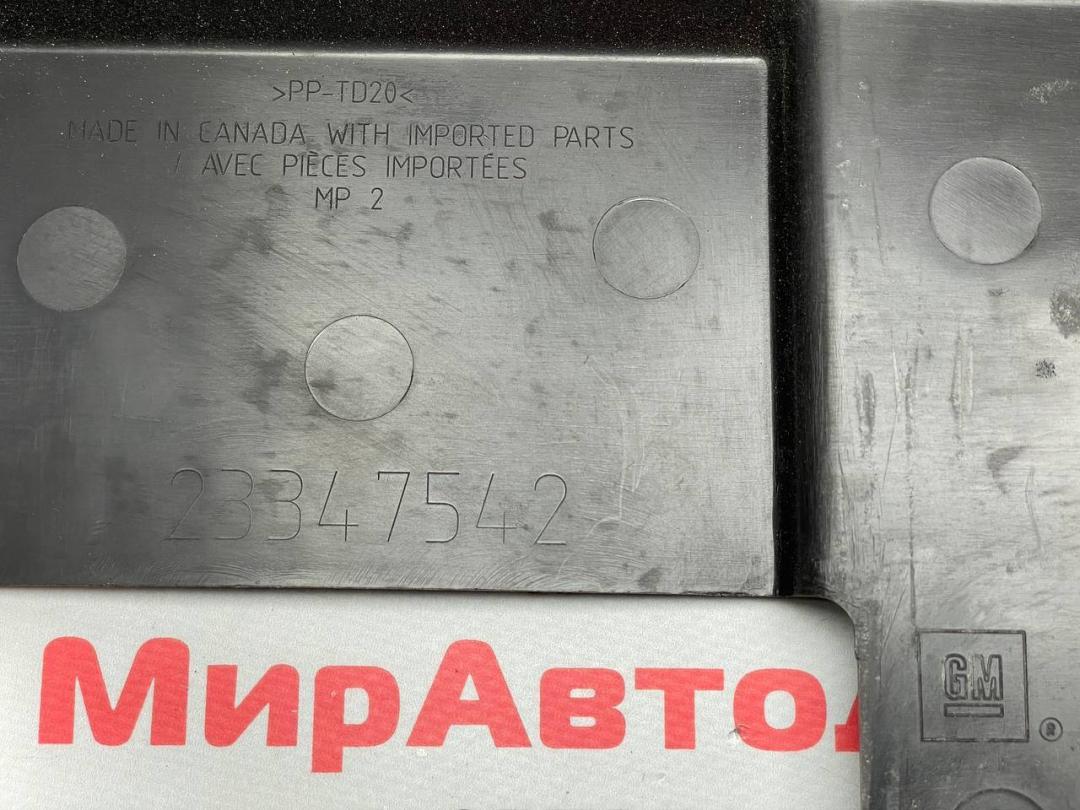 >PP-TD20<
MADE IN CANADA WITH IMPORTED PARTS
/ AVEC PIÈCES IMPORTÉES
MP 2
23347542
МирАвто
GM
®